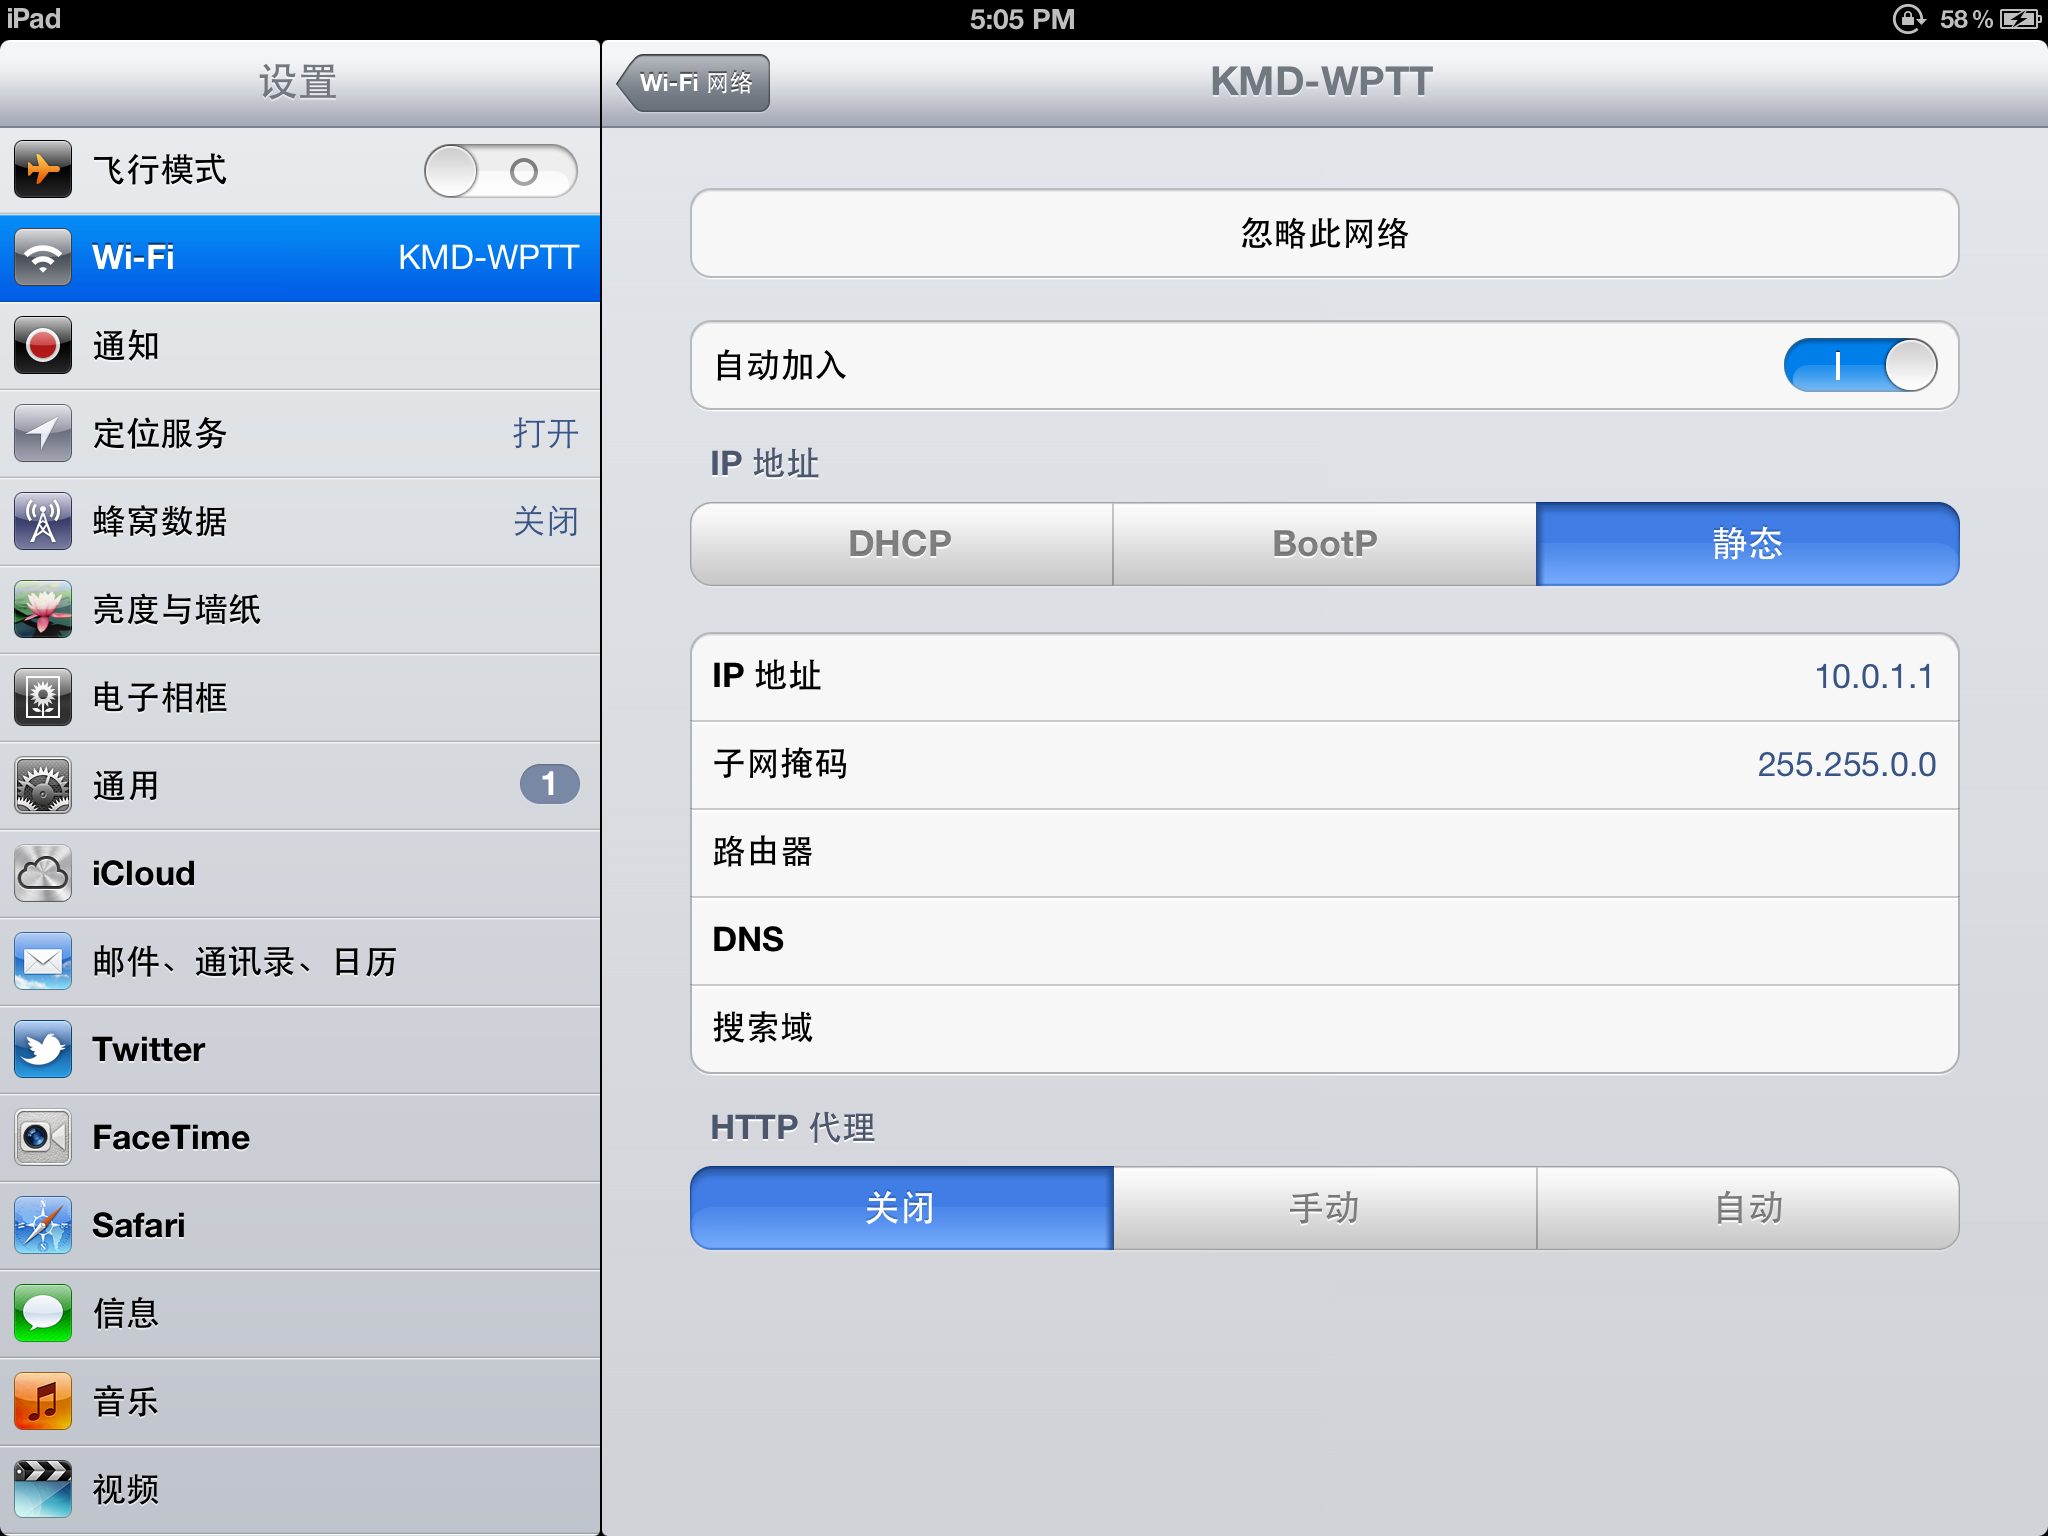 iPad
5:05 PM
58%
设置
飞行模式
Wi-Fi
KMD-WPTT
通知
定位服务
打开
蜂窝数据
关闭
亮度与墙纸
电子相框
通用
1
iCloud
邮件、通讯录、日历
Twitter
FaceTime
Safari
信息
音乐
视频
Wi-Fi 网络
KMD-WPTT
忽略此网络
自动加入
IP 地址
DHCP
BootP
静态
IP 地址
10.0.1.1
子网掩码
255.255.0.0
路由器
DNS
搜索域
HTTP 代理
关闭
手动
自动